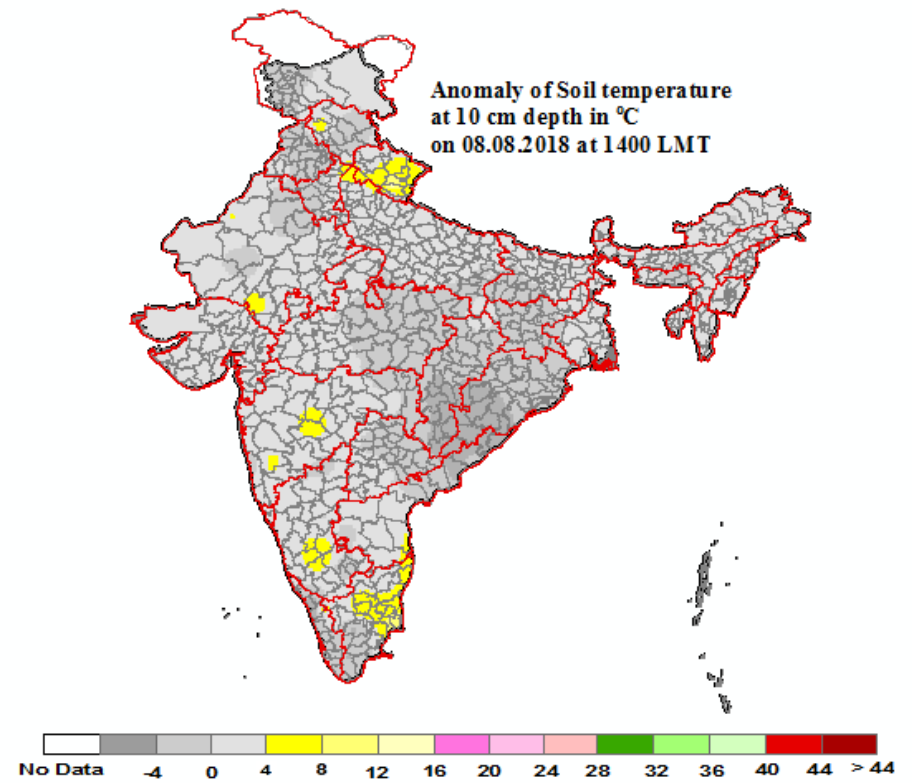 Anomaly of Soil temperature
at 10 cm depth in ⁰C
on 08.08.2018 at 1400 LMT
No Data -4 0 4 8 12 16 20 24 28 32 36 40 44 > 44